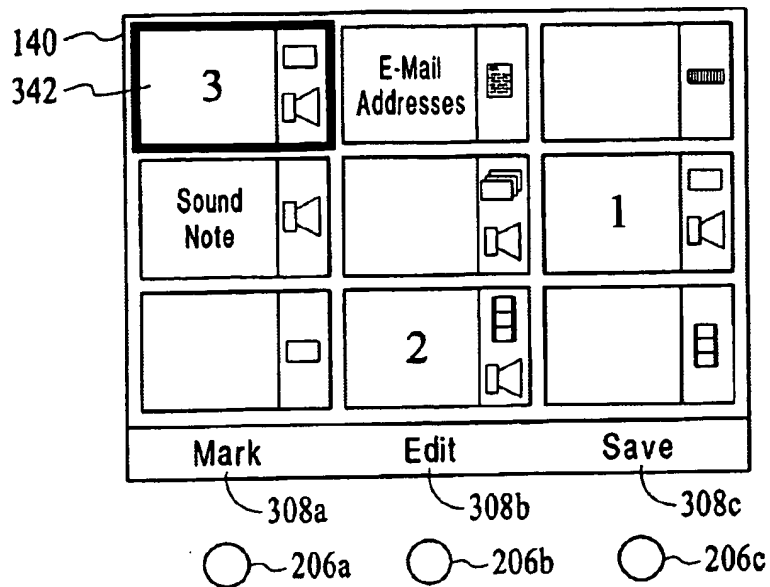 140
342
3
E-Mail
Addresses
Sound
Note
1
2
Mark
Edit
Save
308a
308b
308c
206a
206b
206c